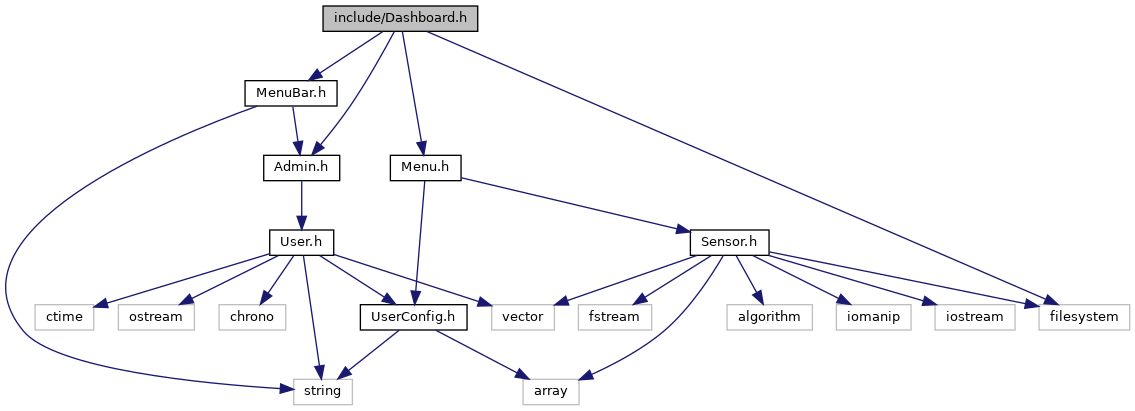 include/Dashboard.h
MenuBar.h
Admin.h
Menu.h
User.h
Sensor.h
ctime
ostream
chrono
UserConfig.h
vector
fstream
algorithm
iomanip
iostream
filesystem
string
array